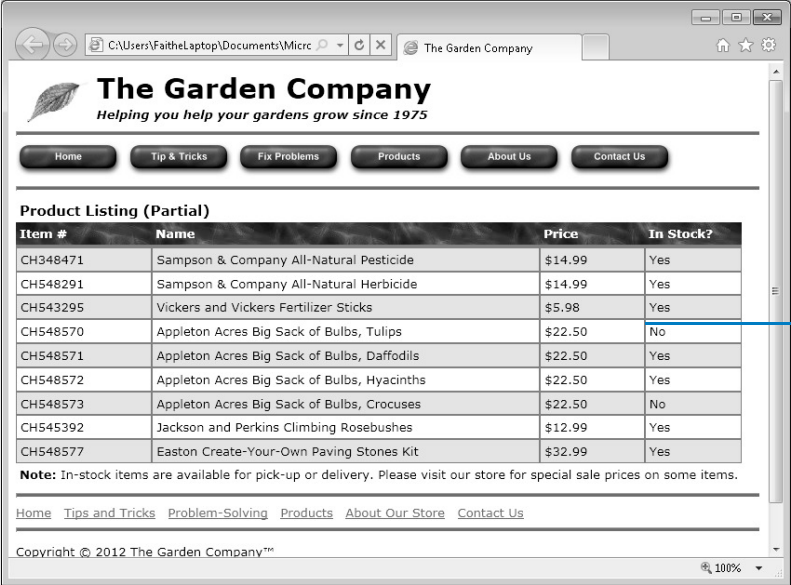 C:\Users\FaitheLaptop\Documents\Micrc
The Garden Company
The Garden Company
Helping you help your gardens grow since 1975
Home Tip & Tricks Fix Problems Products About Us Contact Us
Product Listing (Partial)
Item # Name Price In Stock?
CH348471 Sampson & Company All-Natural Pesticide $14.99 Yes
CH548291 Sampson & Company All-Natural Herbicide $14.99 Yes
CH543295 Vickers and Vickers Fertilizer Sticks $5.98 Yes
CH548570 Appleton Acres Big Sack of Bulbs, Tulips $22.50 No
CH548571 Appleton Acres Big Sack of Bulbs, Daffodils $22.50 Yes
CH548572 Appleton Acres Big Sack of Bulbs, Hyacinths $22.50 Yes
CH548573 Appleton Acres Big Sack of Bulbs, Crocuses $22.50 No
CH545392 Jackson and Perkins Climbing Rosebushes $12.99 Yes
CH548577 Easton Create-Your-Own Paving Stones Kit $32.99 Yes
Note: In-stock items are available for pick-up or delivery. Please visit our store for special sale prices on some items.
Home Tips and Tricks Problem-Solving Products About Our Store Contact Us
Copyright © 2012 The Garden Company™
100%